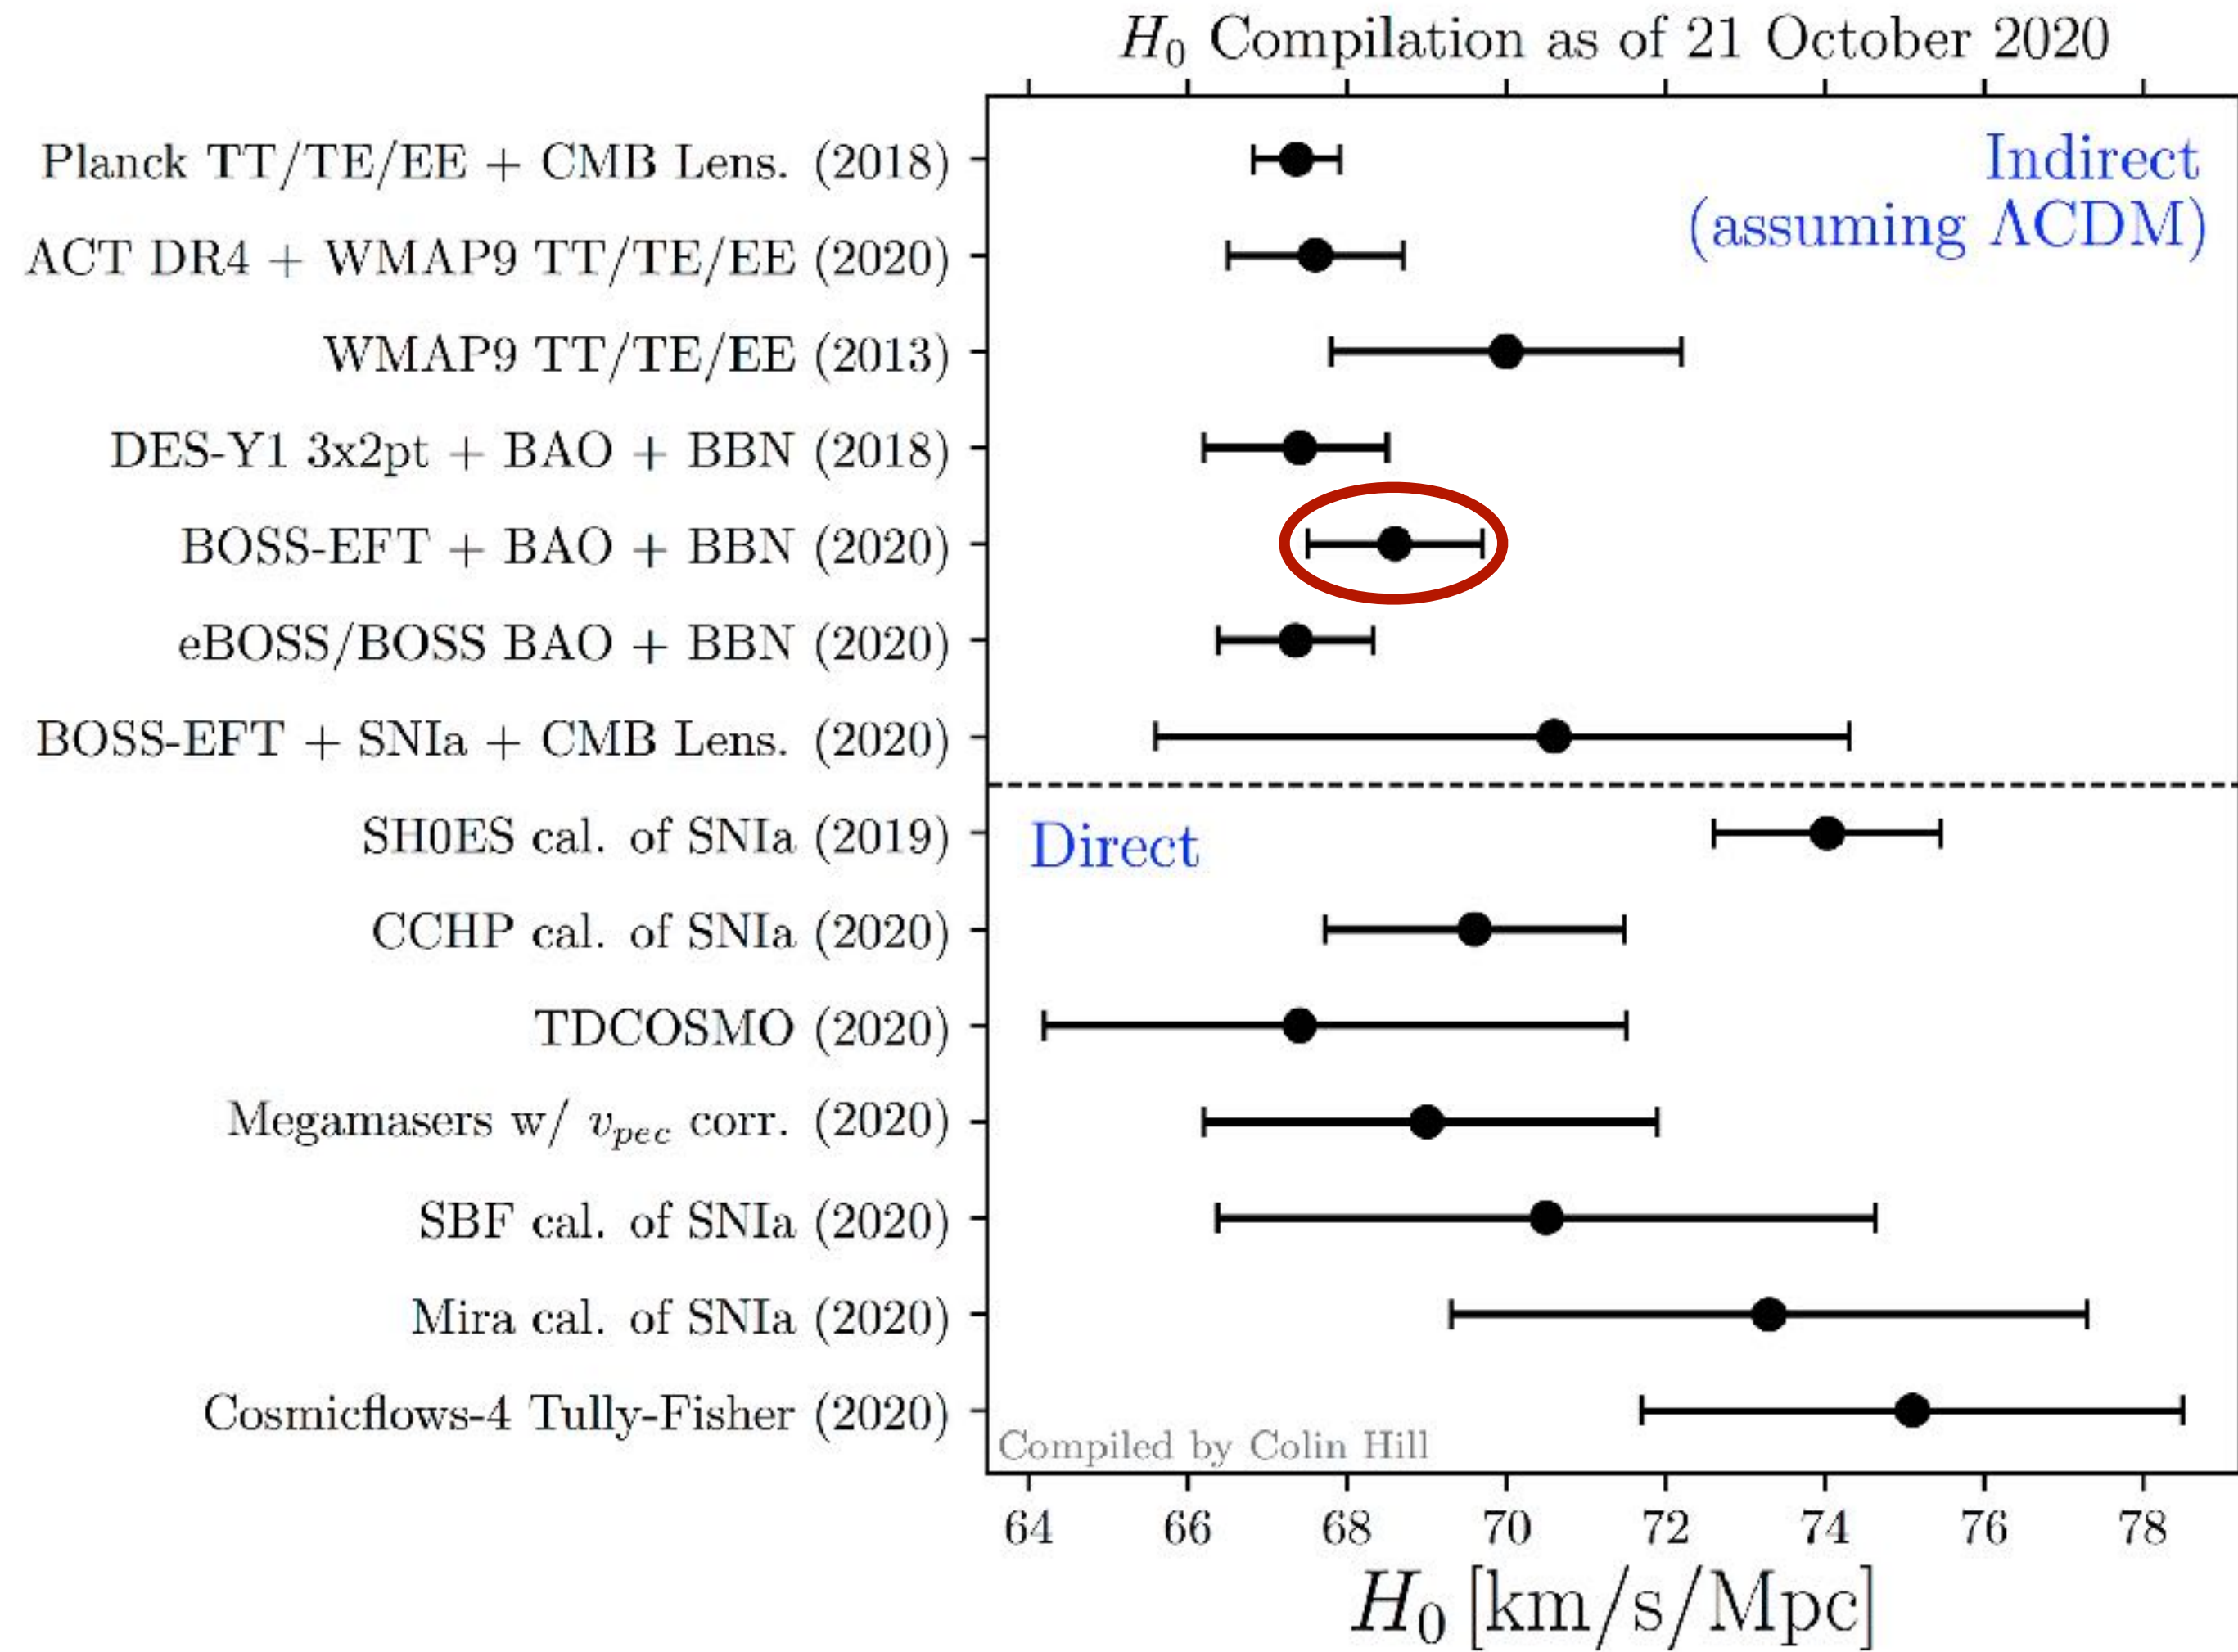 H₀ Compilation as of 21 October 2020
Planck TT/TE/EE + CMB Lens. (2018)
Indirect
(assuming ΛCDM)
ACT DR4 + WMAP9 TT/TE/EE (2020)
WMAP9 TT/TE/EE (2013)
DES-Y1 3x2pt + BAO + BBN (2018)
BOSS-EFT + BAO + BBN (2020)
eBOSS/BOSS BAO + BBN (2020)
BOSS-EFT + SNIa + CMB Lens. (2020)
SH0ES cal. of SNIa (2019)
Direct
CCHP cal. of SNIa (2020)
TDCOSMO (2020)
Megamasers w/ vₚₑc corr. (2020)
SBF cal. of SNIa (2020)
Mira cal. of SNIa (2020)
Cosmicflows-4 Tully-Fisher (2020)
Compiled by Colin Hill
64 66 68 70 72 74 76 78
H₀ [km/s/Mpc]